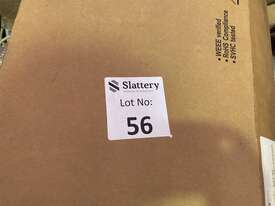 • WEEE verified
• RoHS Compliance
• SVHC tested
Slattery
Lot No:
56